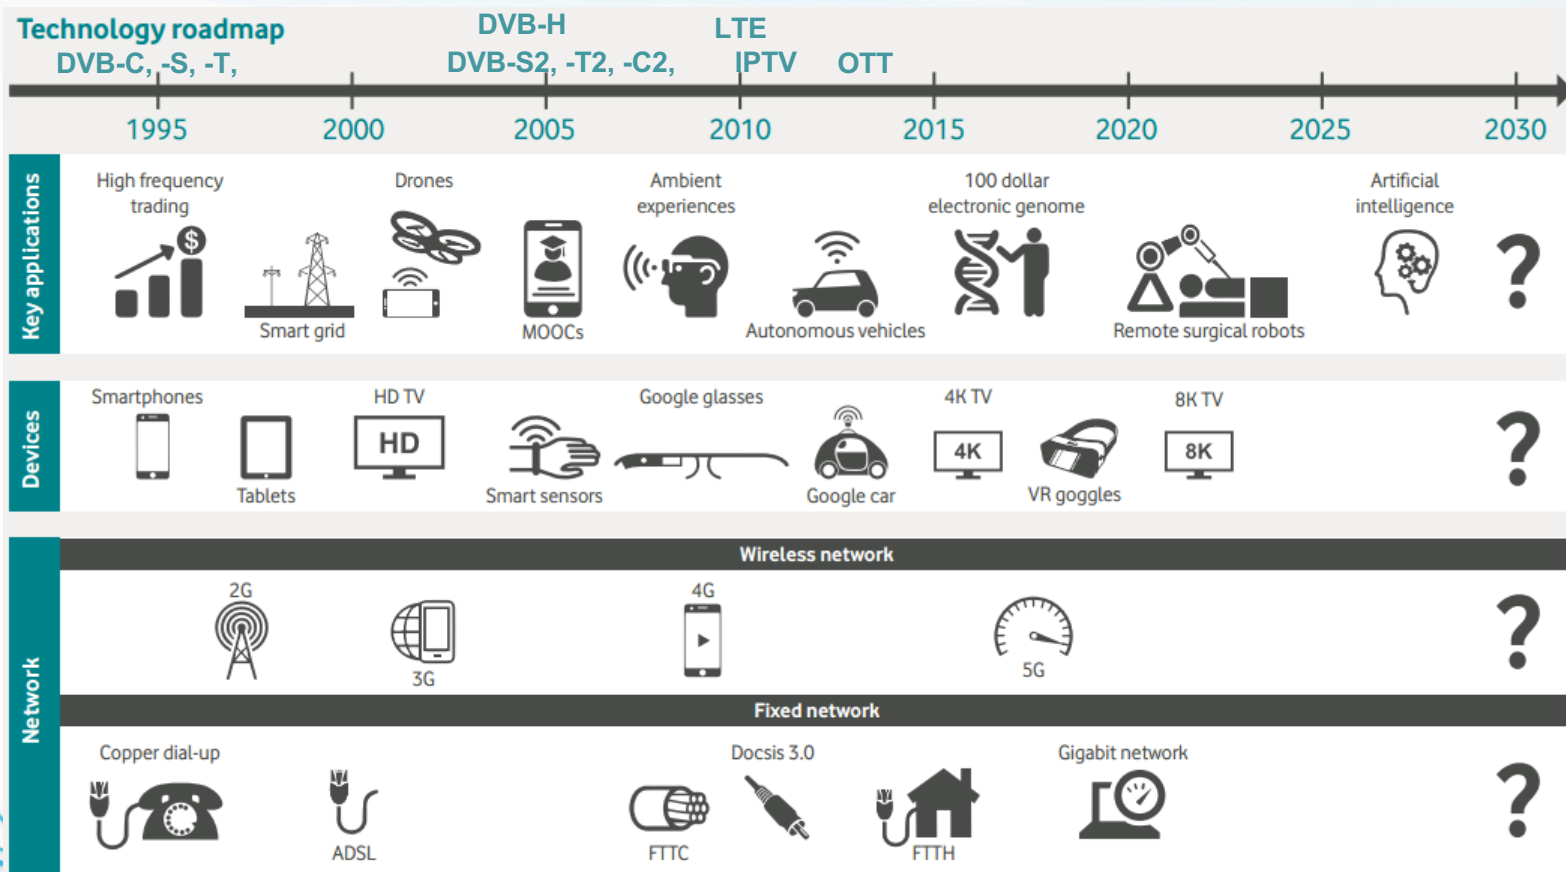 Technology roadmap
DVB-H
LTE
DVB-C, -S, -T,
DVB-S2, -T2, -C2,
IPTV
OTT
1995
2000
2005
2010
2015
2020
2025
2030
Key applications
High frequency
trading
$
Smart grid
Drones
MOOCs
Ambient
experiences
Autonomous vehicles
100 dollar
electronic genome
Remote surgical robots
Artificial
intelligence
?
Devices
Smartphones
Tablets
HD TV
HD
Smart sensors
Google glasses
Google car
4K TV
4K
VR goggles
8K TV
8K
?
Network
Wireless network
2G
3G
4G
5G
?
Fixed network
Copper dial-up
ADSL
FTTC
Docsis 3.0
FTTH
Gigabit network
?